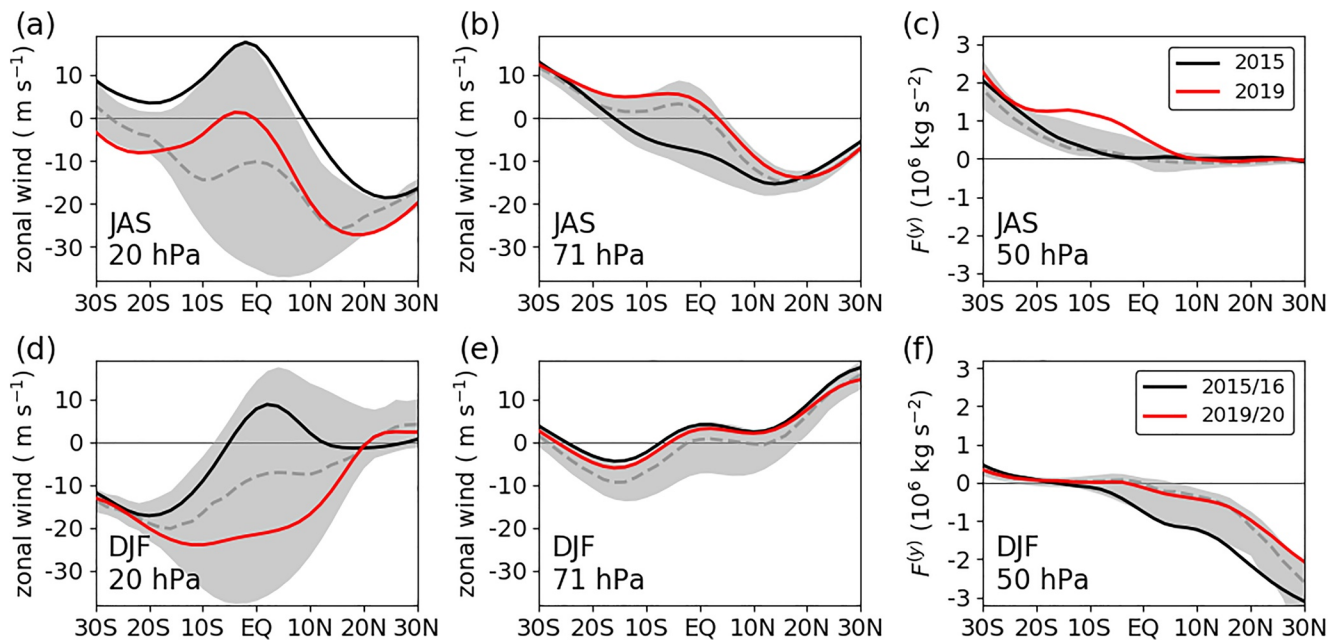 (a)
zonal wind ( m s⁻¹)
10
0
-10
-20
-30
JAS
20 hPa
30S 20S 10S EQ 10N 20N 30N
(b)
zonal wind ( m s⁻¹)
10
0
-10
-20
-30
JAS
71 hPa
30S 20S 10S EQ 10N 20N 30N
(c)
F⁽ʸ⁾ (10⁶ kg s⁻²)
3
2
1
0
-1
-2
-3
2015
2019
JAS
50 hPa
30S 20S 10S EQ 10N 20N 30N
(d)
zonal wind ( m s⁻¹)
10
0
-10
-20
-30
DJF
20 hPa
30S 20S 10S EQ 10N 20N 30N
(e)
zonal wind ( m s⁻¹)
10
0
-10
-20
-30
DJF
71 hPa
30S 20S 10S EQ 10N 20N 30N
(f)
F⁽ʸ⁾ (10⁶ kg s⁻²)
3
2
1
0
-1
-2
-3
2015/16
2019/20
DJF
50 hPa
30S 20S 10S EQ 10N 20N 30N